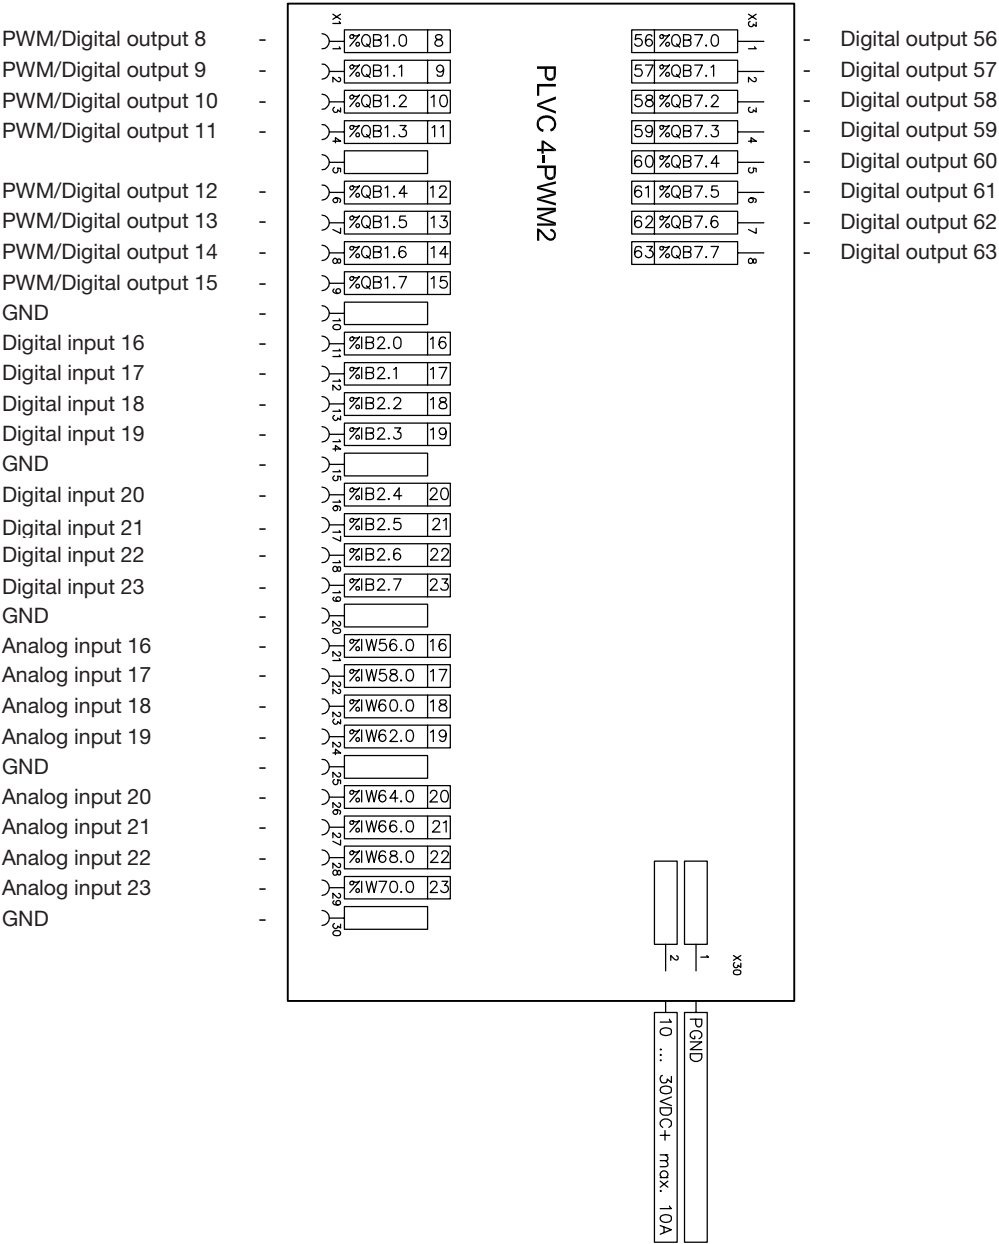 X1
X3
PWM/Digital output 8 - 1 %QB1.0 8
56 %QB7.0 1 - Digital output 56
PWM/Digital output 9 - 2 %QB1.1 9
57 %QB7.1 2 - Digital output 57
PWM/Digital output 10 - 3 %QB1.2 10
58 %QB7.2 3 - Digital output 58
PWM/Digital output 11 - 4 %QB1.3 11
59 %QB7.3 4 - Digital output 59
5
60 %QB7.4 5 - Digital output 60
PWM/Digital output 12 - 6 %QB1.4 12
61 %QB7.5 6 - Digital output 61
PWM/Digital output 13 - 7 %QB1.5 13
62 %QB7.6 7 - Digital output 62
PWM/Digital output 14 - 8 %QB1.6 14
63 %QB7.7 8 - Digital output 63
PWM/Digital output 15 - 9 %QB1.7 15
PLVC 4-PWM2
GND - 10
Digital input 16 - 11 %IB2.0 16
Digital input 17 - 12 %IB2.1 17
Digital input 18 - 13 %IB2.2 18
Digital input 19 - 14 %IB2.3 19
GND - 15
Digital input 20 - 16 %IB2.4 20
Digital input 21 - 17 %IB2.5 21
Digital input 22 - 18 %IB2.6 22
Digital input 23 - 19 %IB2.7 23
GND - 20
Analog input 16 - 21 %IW56.0 16
Analog input 17 - 22 %IW58.0 17
Analog input 18 - 23 %IW60.0 18
Analog input 19 - 24 %IW62.0 19
GND - 25
Analog input 20 - 26 %IW64.0 20
Analog input 21 - 27 %IW66.0 21
Analog input 22 - 28 %IW68.0 22
Analog input 23 - 29 %IW70.0 23
GND - 30
2 1 X30
10 ... 30VDC+ max. 10A
PGND